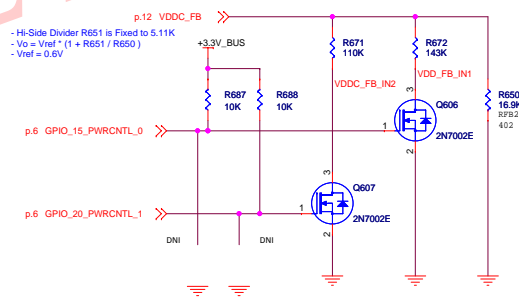 p.12 VDDC_FB
- Hi-Side Divider R651 is Fixed to 5.11K
- Vo = Vref * (1 + R651 / R650 )
- Vref = 0.6V
+3.3V_BUS
R671
110K
R672
143K
VDDC_FB_IN2
VDD_FB_IN1
R687
10K
R688
10K
R650
16.9K
RFB2
402
Q606
2N7002E
3
1
2
p.6 GPIO_15_PWRCNTL_0
Q607
2N7002E
3
1
2
p.6 GPIO_20_PWRCNTL_1
DNI
DNI